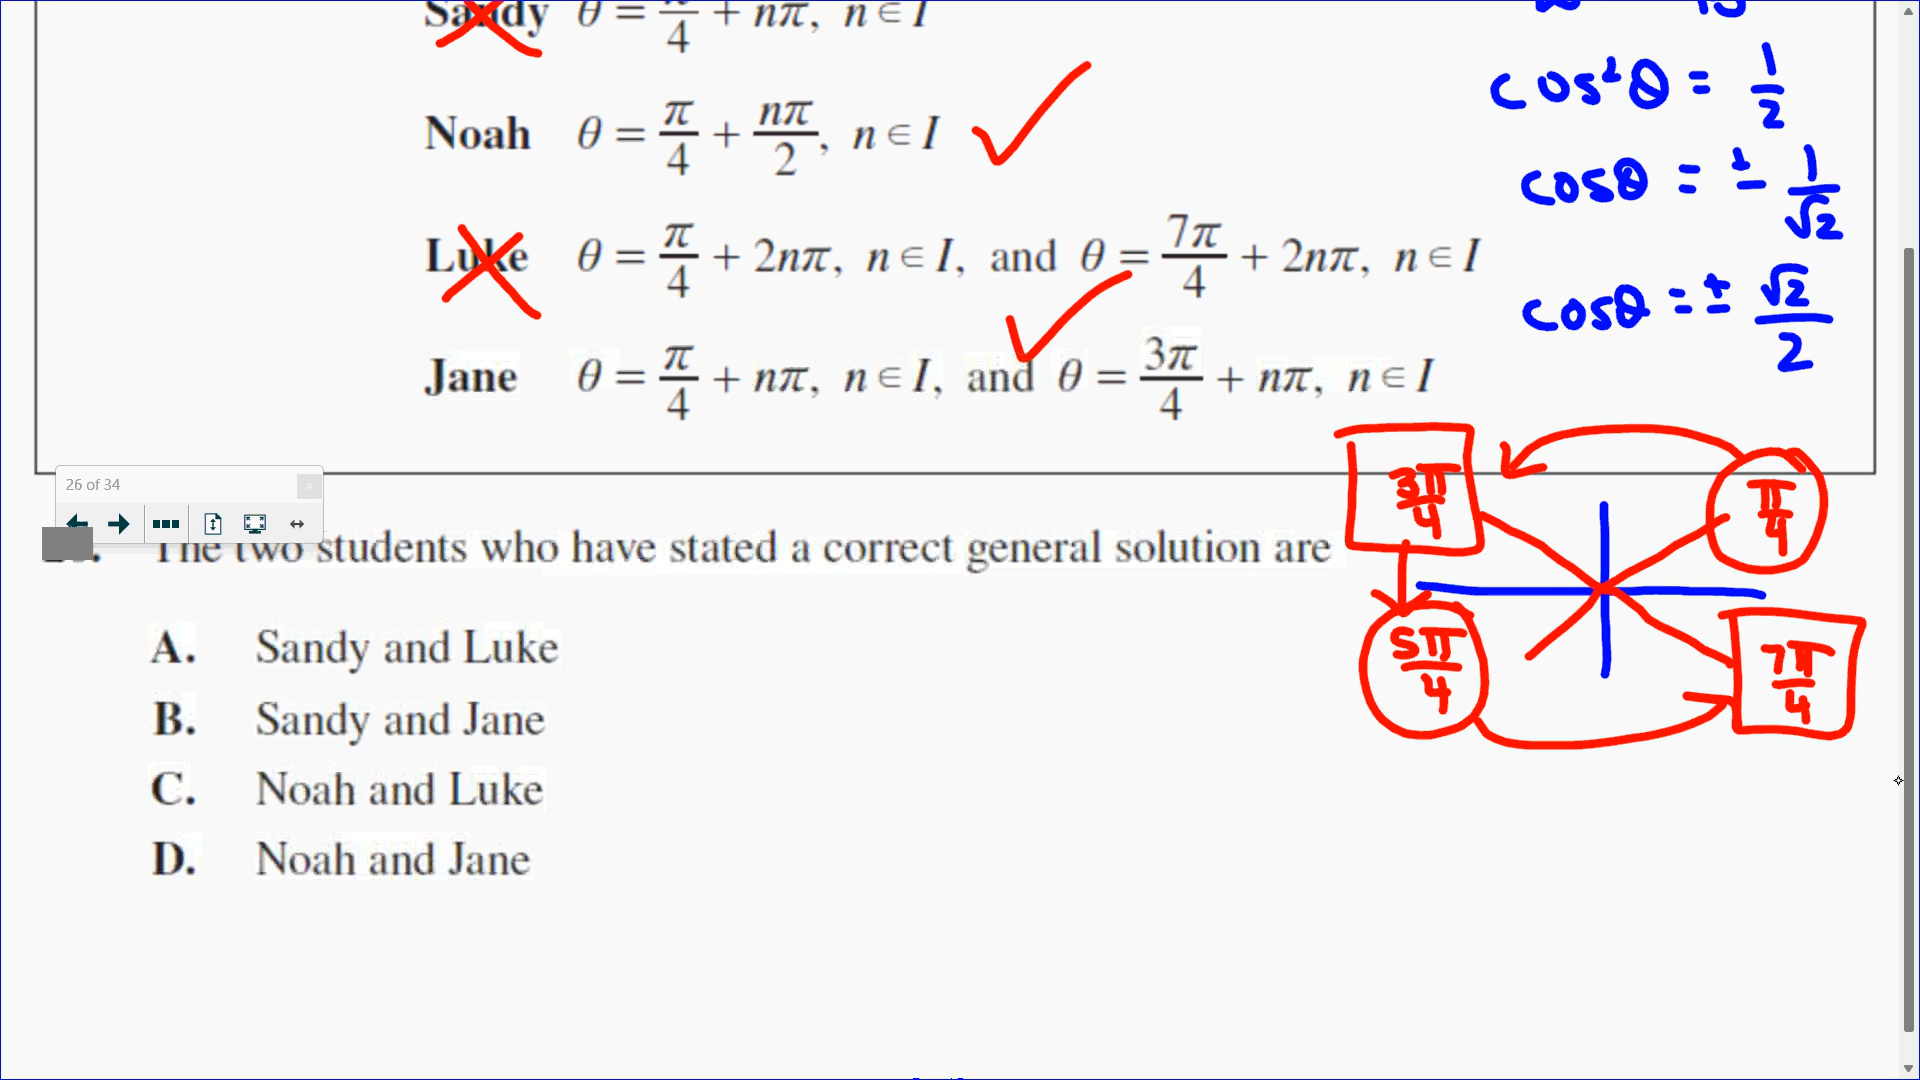 Sandy θ = π/4 + nπ, n ∈ I
Noah θ = π/4 + nπ/2, n ∈ I
Luke θ = π/4 + 2nπ, n ∈ I, and θ = 7π/4 + 2nπ, n ∈ I
Jane θ = π/4 + nπ, n ∈ I, and θ = 3π/4 + nπ, n ∈ I
cos²θ = 1/2
cosθ = ± 1/√2
cosθ = ± √2/2
3π/4
π/4
5π/4
7π/4
26 of 34
The two students who have stated a correct general solution are
A. Sandy and Luke
B. Sandy and Jane
C. Noah and Luke
D. Noah and Jane